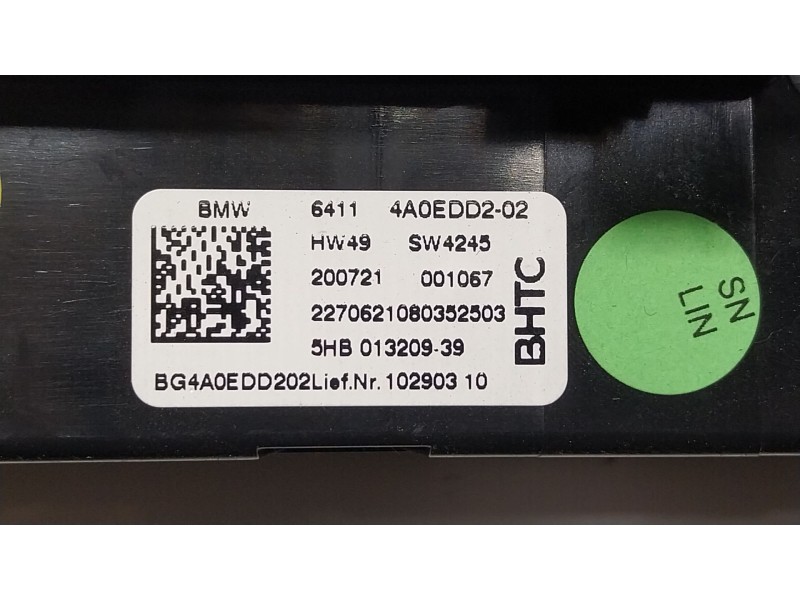 BMW 6411 4A0EDD2-02
HW49 SW4245
200721 001067
2270621080352503
5HB 013209-39
BG4A0EDD202Lief.Nr. 102903 10
BHTC
SN
LIN